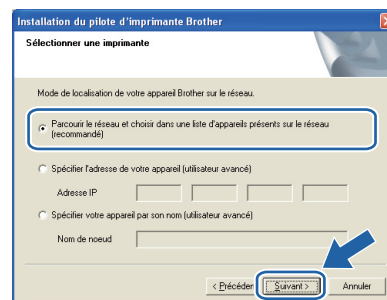 Installation du pilote d'imprimante Brother
Sélectionner une imprimante
Mode de localisation de votre appareil Brother sur le réseau.
Parcourir le réseau et choisir dans une liste d'appareils présents sur le réseau
(recommandé)
Spécifier l'adresse de votre appareil (utilisateur avancé)
Adresse IP
Spécifier votre appareil par son nom (utilisateur avancé)
Nom de noeud
< Précéden Suivant > Annuler